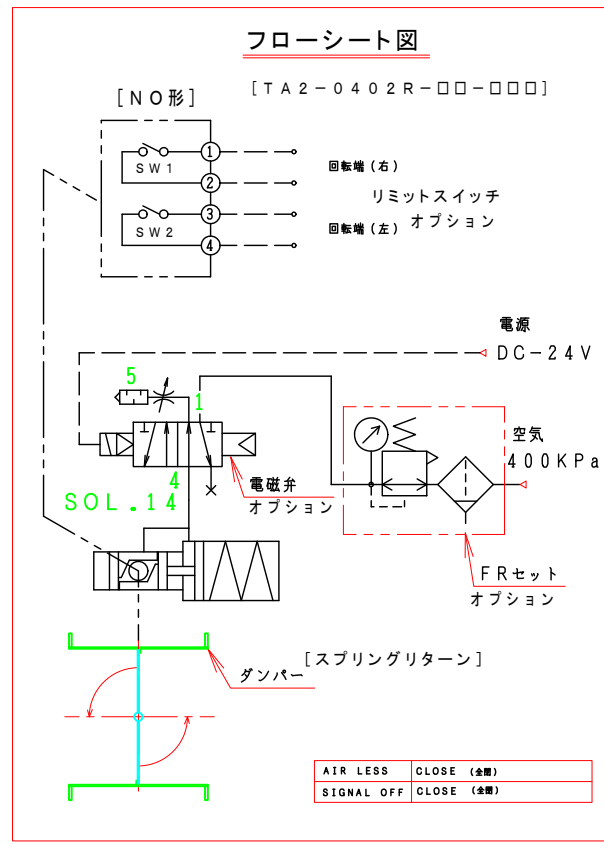 フローシート図
[NO形]
[TA2-0402R-□□-□□□]
SW1
SW2
1
2
3
4
回転端(右)
リミットスイッチ
オプション
回転端(左)
電源
DC-24V
5
1
4
SOL.14
電磁弁
オプション
空気
400KPa
FRセット
オプション
[スプリングリターン]
ダンパー
AIR LESS CLOSE (全閉)
SIGNAL OFF CLOSE (全閉)